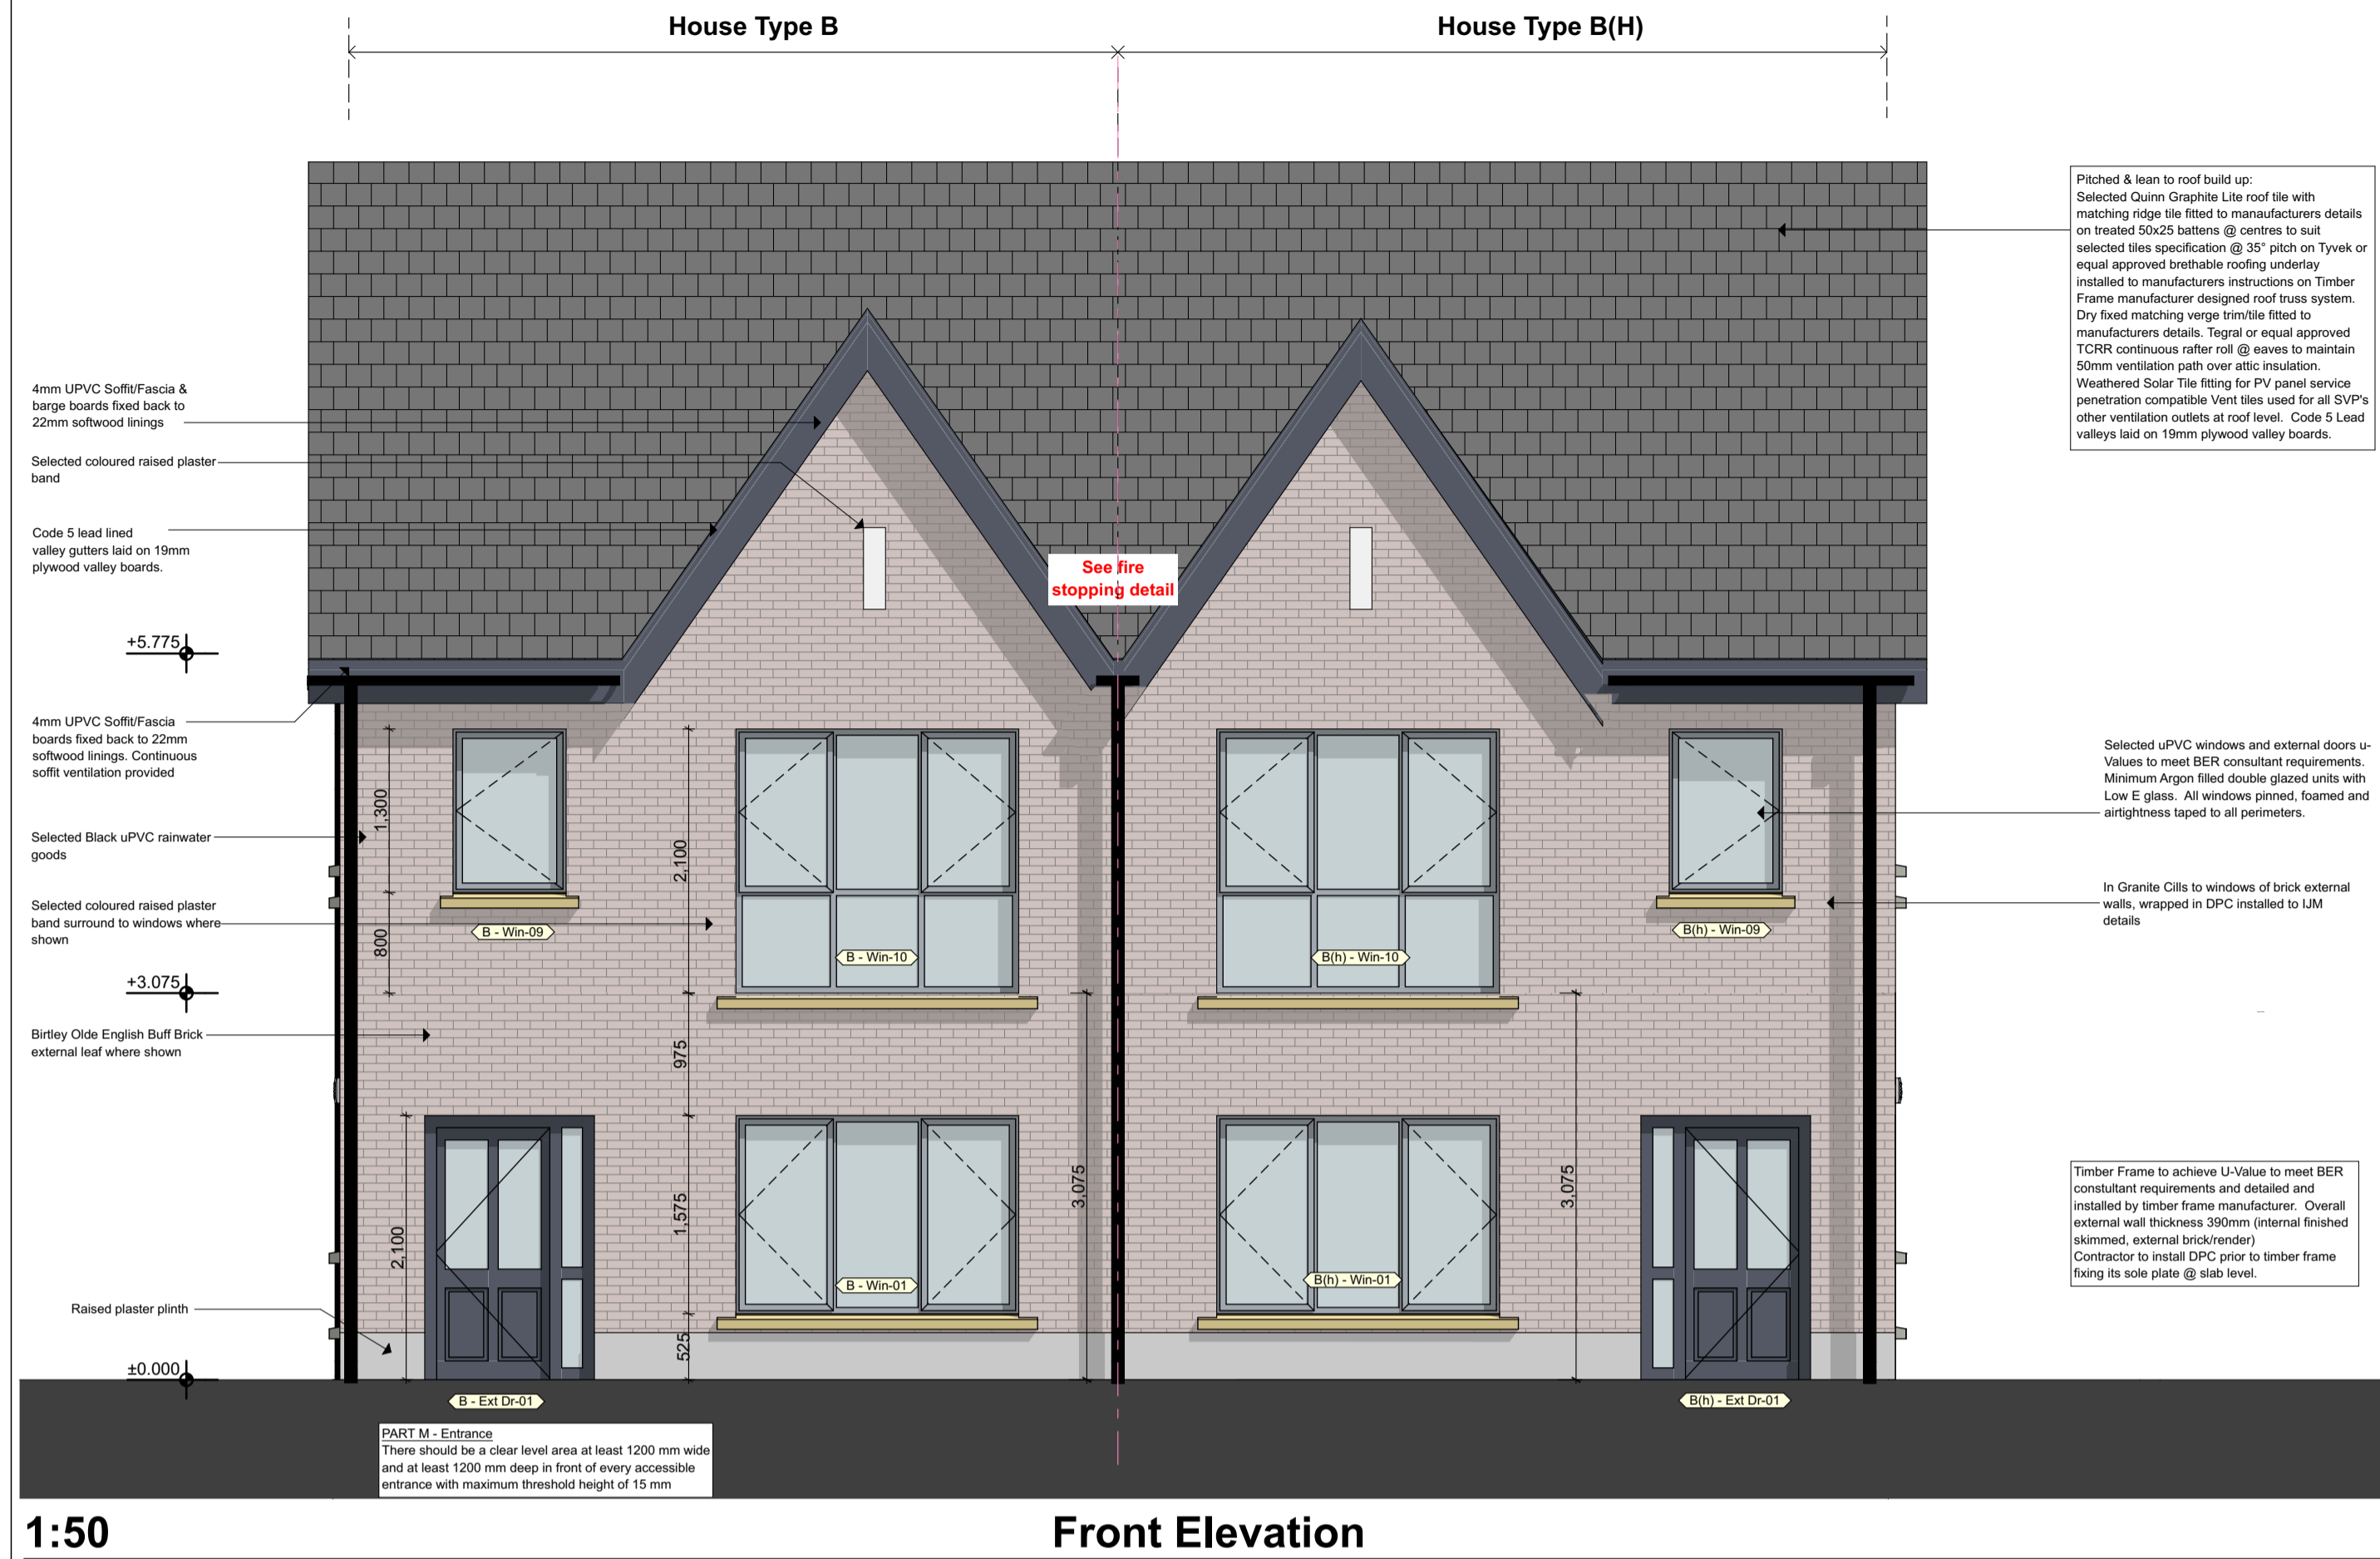 House Type B
House Type B(H)
Pitched & lean to roof build up:
Selected Quinn Graphite Lite roof tile with
matching ridge tile fitted to manaufacturers details
on treated 50x25 battens @ centres to suit
selected tiles specification @ 35° pitch on Tyvek or
equal approved brethable roofing underlay
installed to manufacturers instructions on Timber
Frame manufacturer designed roof truss system.
Dry fixed matching verge trim/tile fitted to
manufacturers details. Tegral or equal approved
TCRR continuous rafter roll @ eaves to maintain
50mm ventilation path over attic insulation.
Weathered Solar Tile fitting for PV panel service
penetration compatible Vent tiles used for all SVP's
other ventilation outlets at roof level. Code 5 Lead
valleys laid on 19mm plywood valley boards.
4mm UPVC Soffit/Fascia &
barge boards fixed back to
22mm softwood linings
Selected coloured raised plaster
band
Code 5 lead lined
valley gutters laid on 19mm
plywood valley boards.
See fire
stopping detail
+5.775
4mm UPVC Soffit/Fascia
boards fixed back to 22mm
softwood linings. Continuous
soffit ventilation provided
Selected uPVC windows and external doors u-
Values to meet BER consultant requirements.
Minimum Argon filled double glazed units with
Low E glass. All windows pinned, foamed and
airtightness taped to all perimeters.
1,300
2,100
Selected Black uPVC rainwater
goods
In Granite Cills to windows of brick external
walls, wrapped in DPC installed to IJM
details
Selected coloured raised plaster
band surround to windows where
shown
800
B - Win-09
B - Win-10
B(h) - Win-10
B(h) - Win-09
+3.075
Birtley Olde English Buff Brick
external leaf where shown
975
2,100
1,575
3,075
3,075
Timber Frame to achieve U-Value to meet BER
constultant requirements and detailed and
installed by timber frame manufacturer. Overall
external wall thickness 390mm (internal finished
skimmed, external brick/render)
Contractor to install DPC prior to timber frame
fixing its sole plate @ slab level.
B - Win-01
B(h) - Win-01
Raised plaster plinth
525
±0.000
B - Ext Dr-01
B(h) - Ext Dr-01
PART M - Entrance
There should be a clear level area at least 1200 mm wide
and at least 1200 mm deep in front of every accessible
entrance with maximum threshold height of 15 mm
1:50
Front Elevation